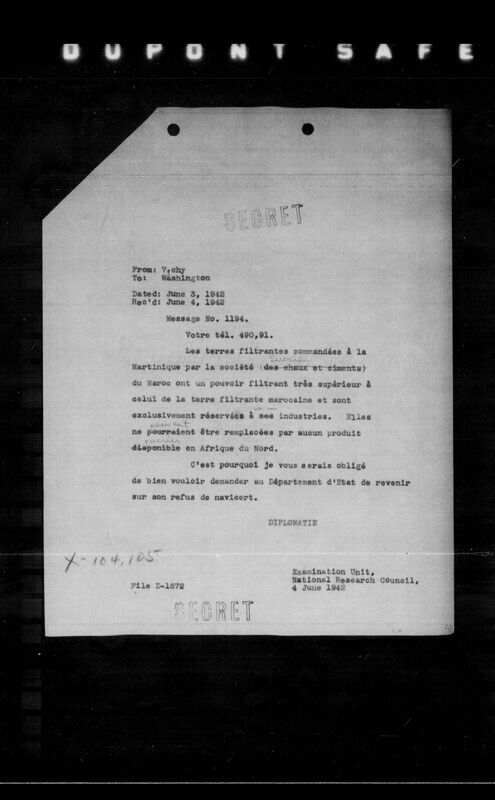 DUPONT SAFE
SECRET
From: Vichy
To: Washington
Dated: June 3, 1942
Rec'd: June 4, 1942
Message No. 1194.
Votre tél. 490,91.
Les terres filtrantes commandées à la
Martinique par la société (des chaux et ciments)
du Maroc ont un pouvoir filtrant très supérieur à
celui de la terre filtrante marocaine et sont
exclusivement réservées à ses industries. Elles
peuvent
ne pourraient être remplacées par aucun produit
disponible en Afrique du Nord.
C'est pourquoi je vous serais obligé
de bien vouloir demander au Département d'Etat de revenir
sur son refus de navicert.
DIPLOMATIE
X-104,105
Examination Unit,
National Research Council,
File D-1672
4 June 1942
SECRET